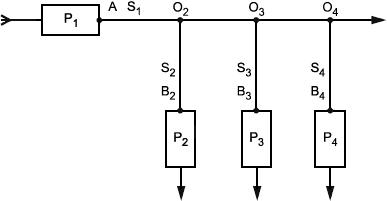 P₁ A S₁ O₂ O₃ O₄
S₂ S₃ S₄
B₂ B₃ B₄
P₂ P₃ P₄